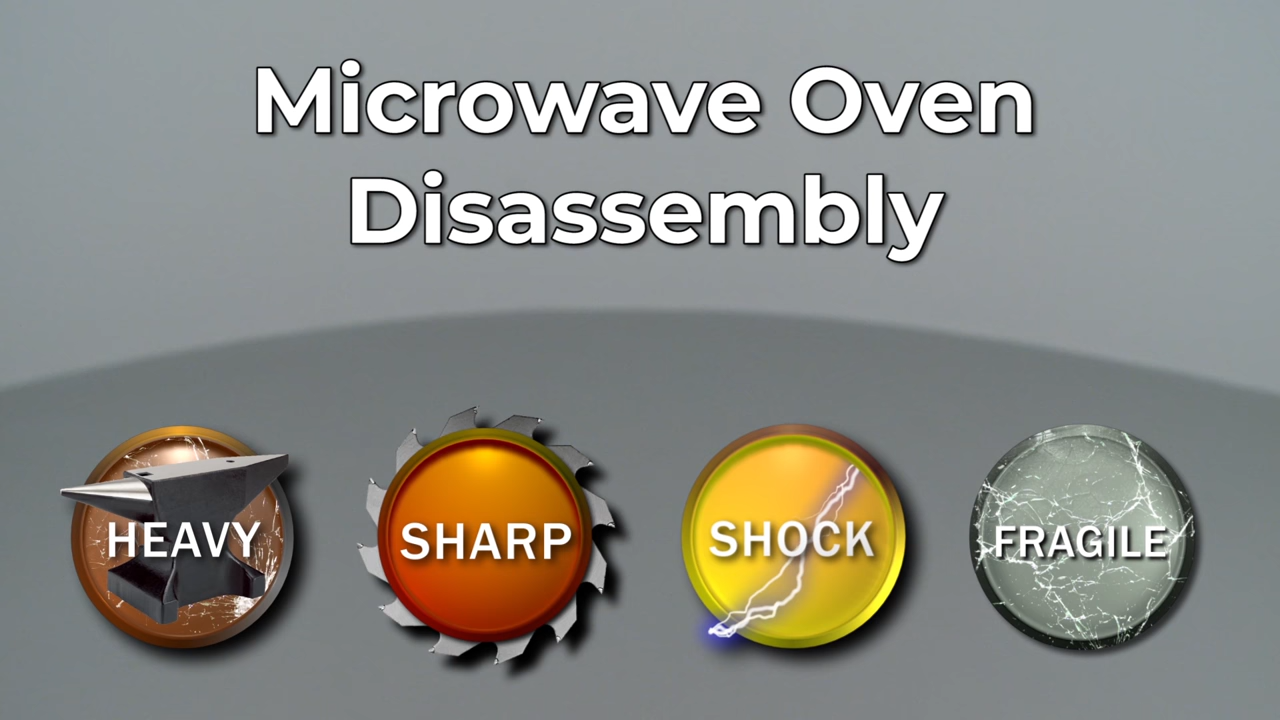 Microwave Oven
Disassembly
HEAVY
SHARP
SHOCK
FRAGILE